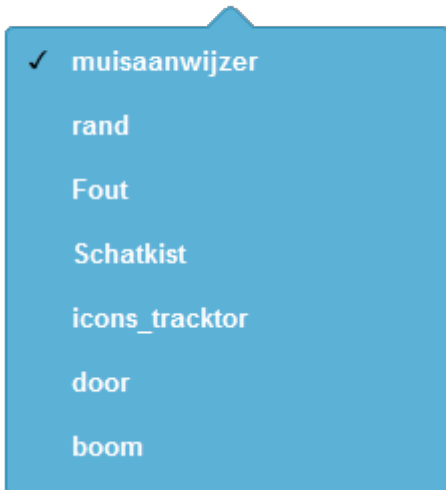 ✓ muisaanwijzer
rand
Fout
Schatkist
icons_tracktor
door
boom